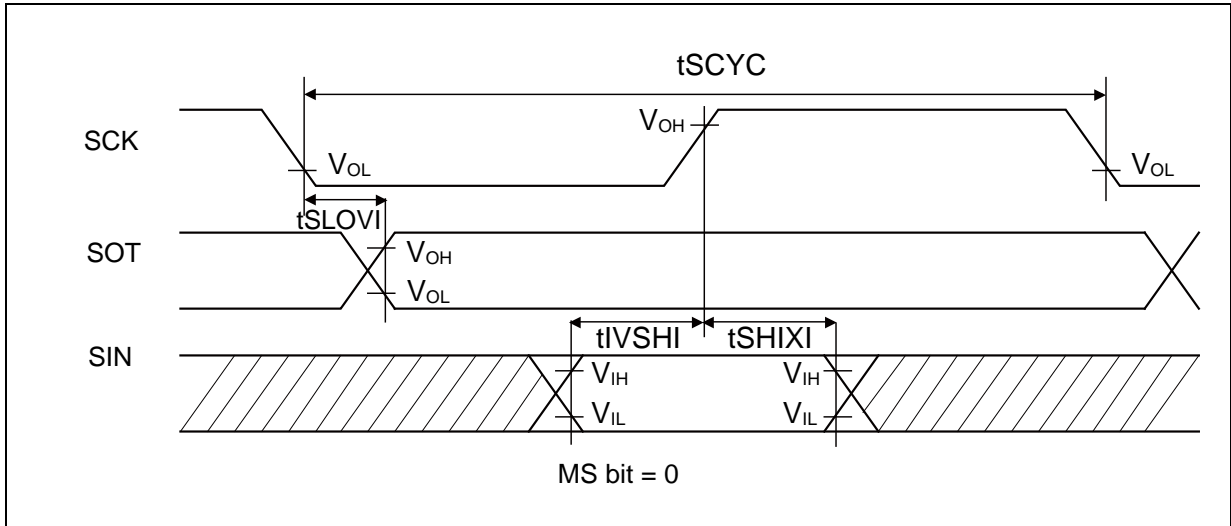 tSCYC
SCK
VOH
VOL
VOL
tSLOVI
SOT
VOH
VOL
tIVSHI
tSHIXI
SIN
VIH
VIH
VIL
VIL
MS bit = 0